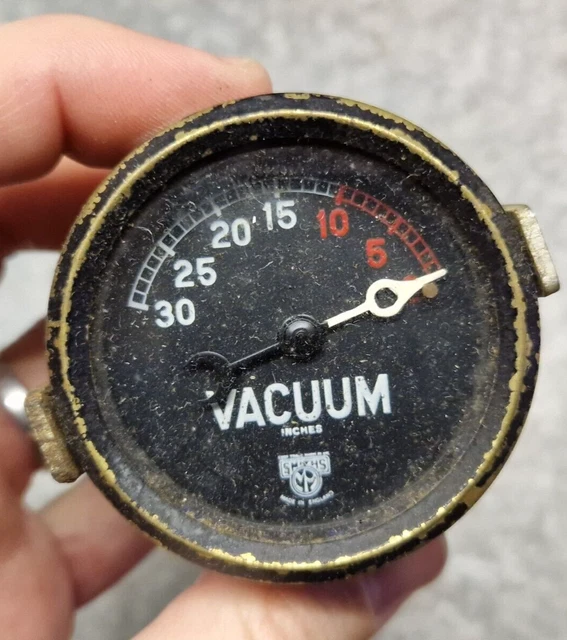 30 25 20 15 10 5
VACUUM
INCHES
SMITHS
MADE IN ENGLAND